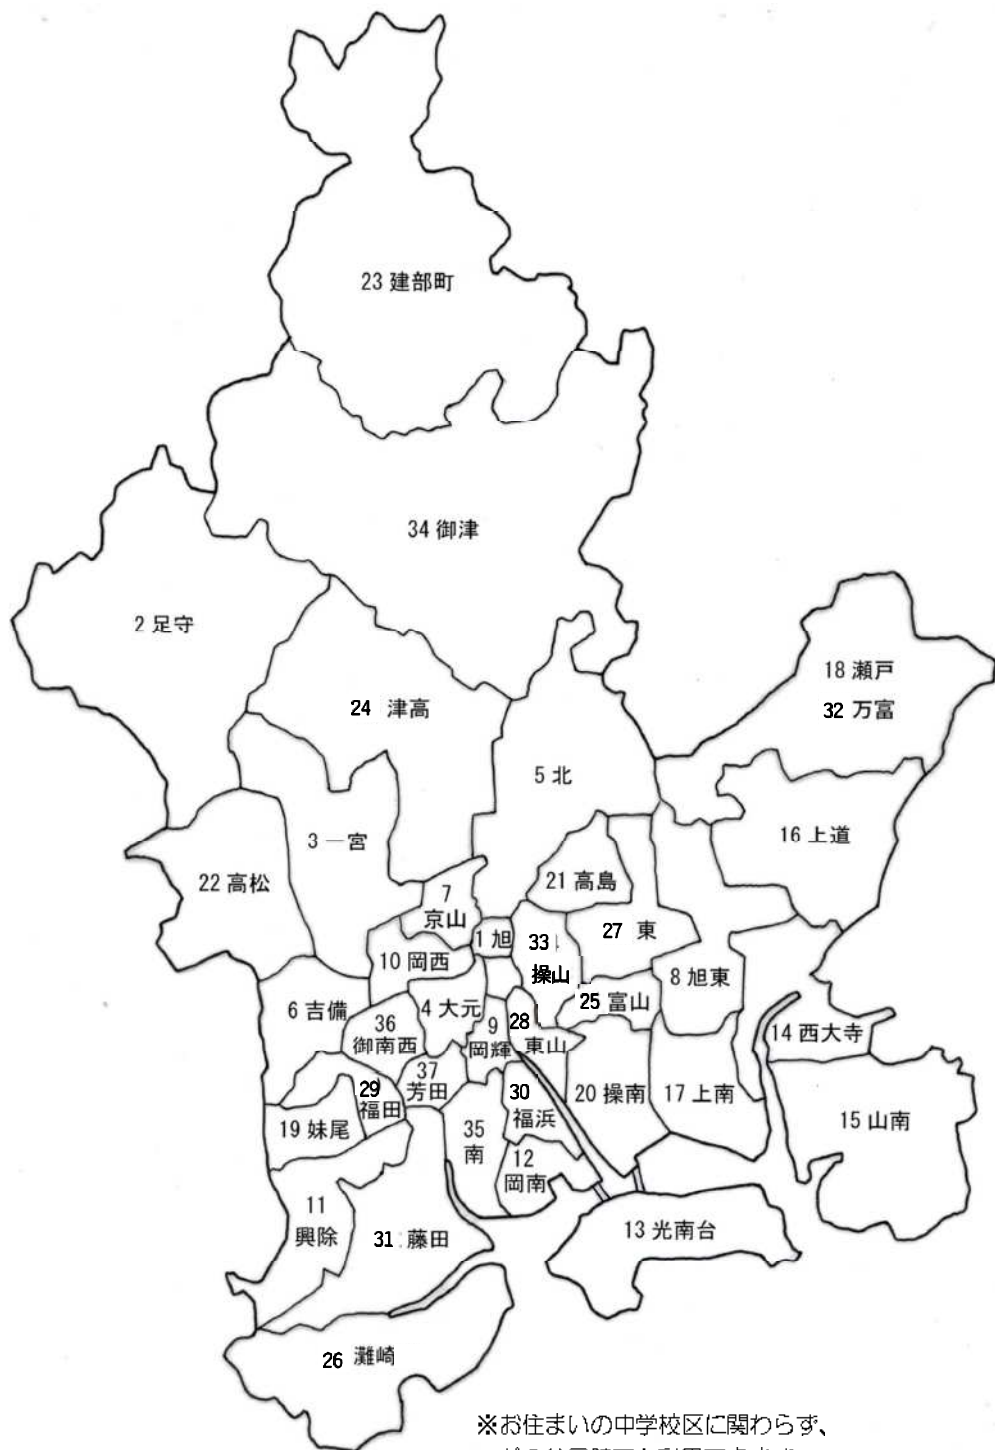 23 建部町
34 御津
2 足守
18 瀬戸
32 万富
24 津高
5 北
16 上道
3 一宮
22 高松
21 高島
7
京山
27 東
1 旭
33
操山
10 岡西
8 旭東
25 富山
6 吉備
4 大元
36
御南西
9
岡輝
28
東山
14 西大寺
37
芳田
29
福田
30
福浜
20 操南
17 上南
15 山南
19 妹尾
35
南
12
岡南
11
興除
31 藤田
13 光南台
26 灘崎
※お住まいの中学校区に関わらず、